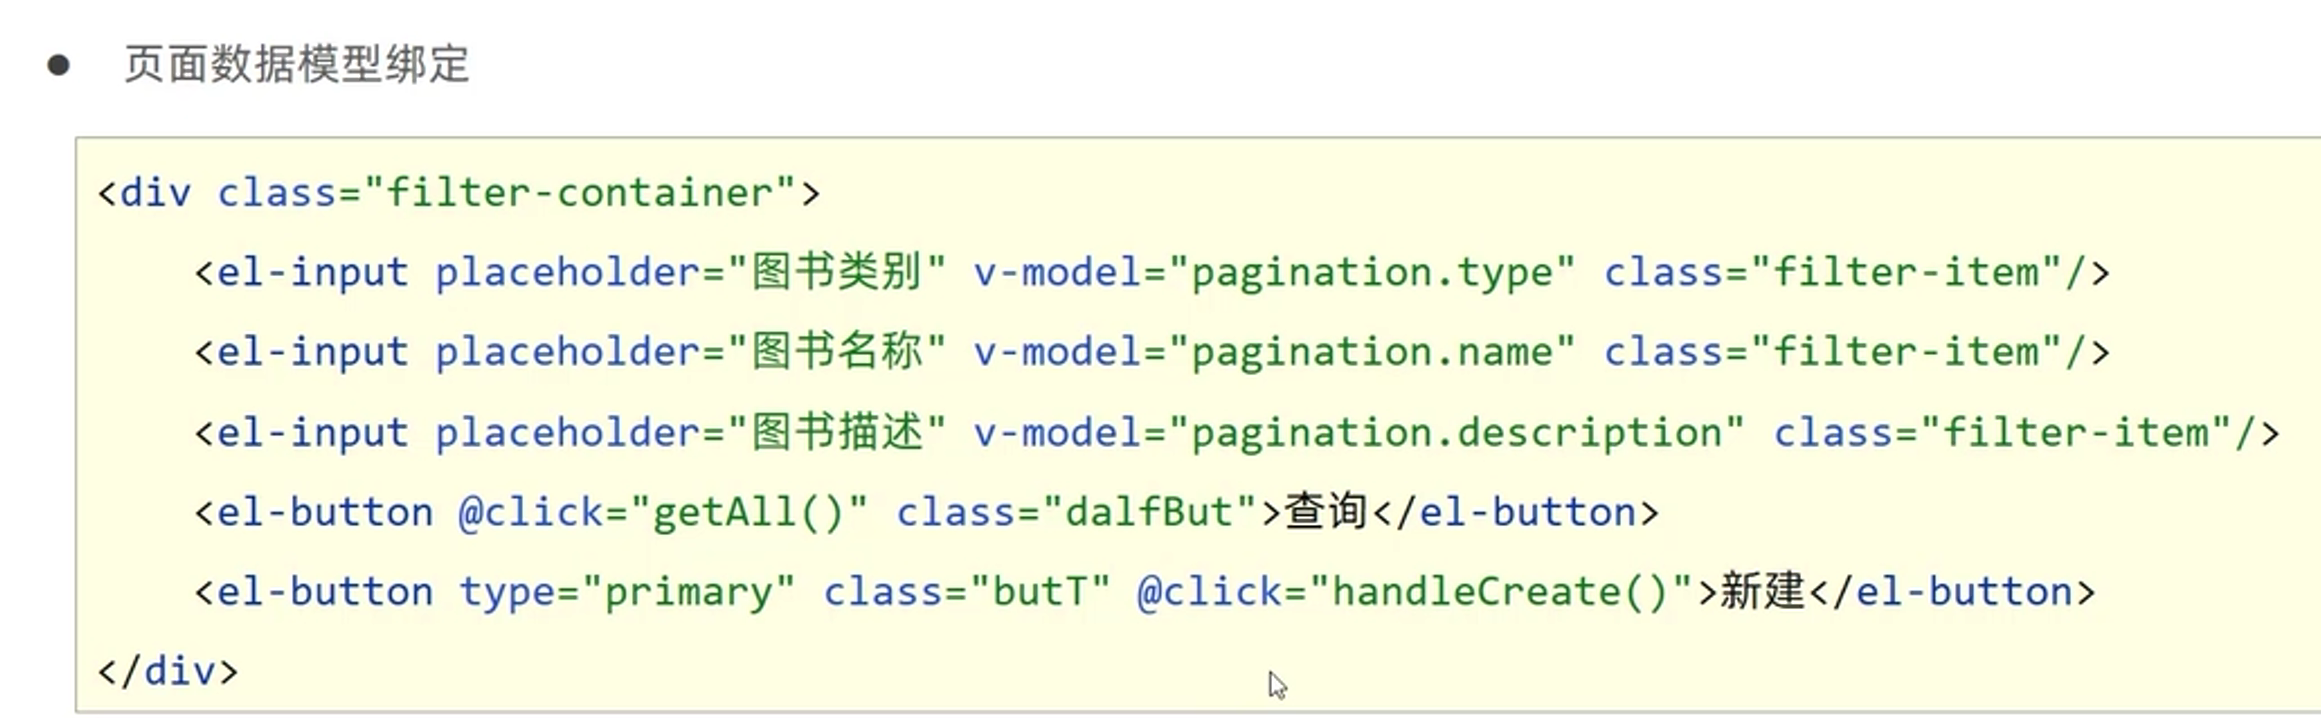 ● 页面数据模型绑定
<div class="filter-container">
<el-input placeholder="图书类别" v-model="pagination.type" class="filter-item"/>
<el-input placeholder="图书名称" v-model="pagination.name" class="filter-item"/>
<el-input placeholder="图书描述" v-model="pagination.description" class="filter-item"/>
<el-button @click="getAll()" class="dalfBut">查询</el-button>
<el-button type="primary" class="butT" @click="handleCreate()">新建</el-button>
</div>